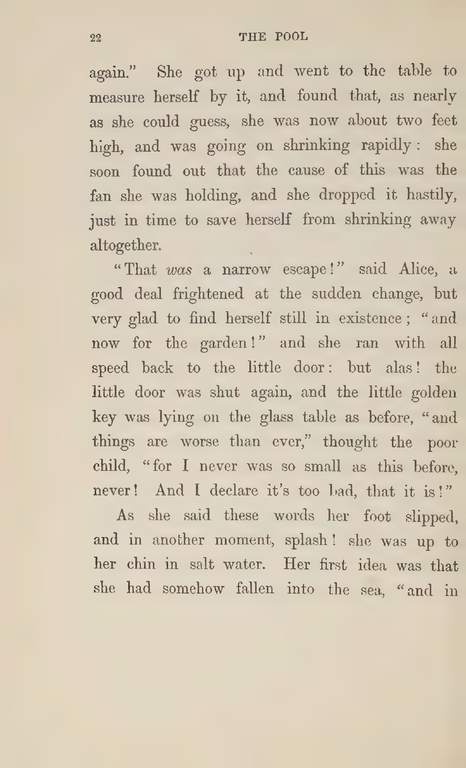 22 THE POOL
again." She got up and went to the table to
measure herself by it, and found that, as nearly
as she could guess, she was now about two feet
high, and was going on shrinking rapidly: she
soon found out that the cause of this was the
fan she was holding, and she dropped it hastily,
just in time to save herself from shrinking away
altogether.
"That was a narrow escape!" said Alice, a
good deal frightened at the sudden change, but
very glad to find herself still in existence; "and
now for the garden!" and she ran with all
speed back to the little door: but alas! the
little door was shut again, and the little golden
key was lying on the glass table as before, "and
things are worse than ever," thought the poor
child, "for I never was so small as this before,
never! And I declare it's too bad, that it is!"
As she said these words her foot slipped,
and in another moment, splash! she was up to
her chin in salt water. Her first idea was that
she had somehow fallen into the sea, "and in